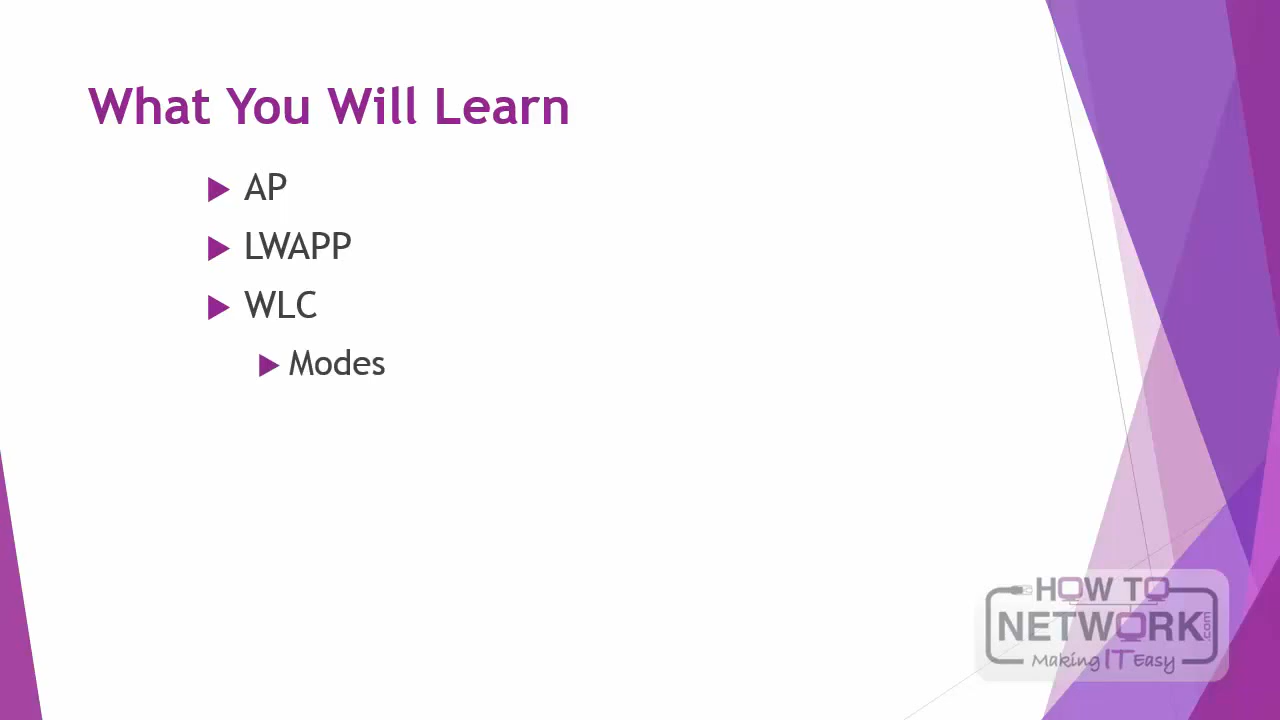 What You Will Learn
AP
LWAPP
WLC
Modes
HOW TO
NETWORK.com
Making IT Easy